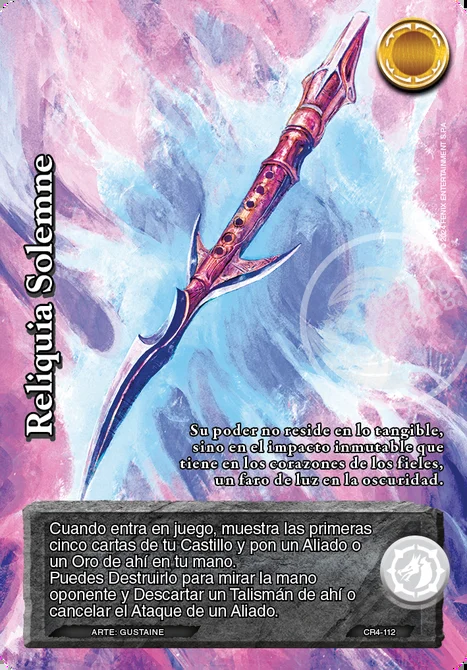 Reliquia Solemne
© 2024 FENIX ENTERTAINMENT S.P.A.
Su poder no reside en lo tangible,
sino en el impacto inmutable que
tiene en los corazones de los fieles,
un faro de luz en la oscuridad.
Cuando entra en juego, muestra las primeras
cinco cartas de tu Castillo y pon un Aliado o
un Oro de ahí en tu mano.
Puedes Destruirlo para mirar la mano
oponente y Descartar un Talismán de ahí o
cancelar el Ataque de un Aliado.
ARTE: GUSTAINE
CR4-112